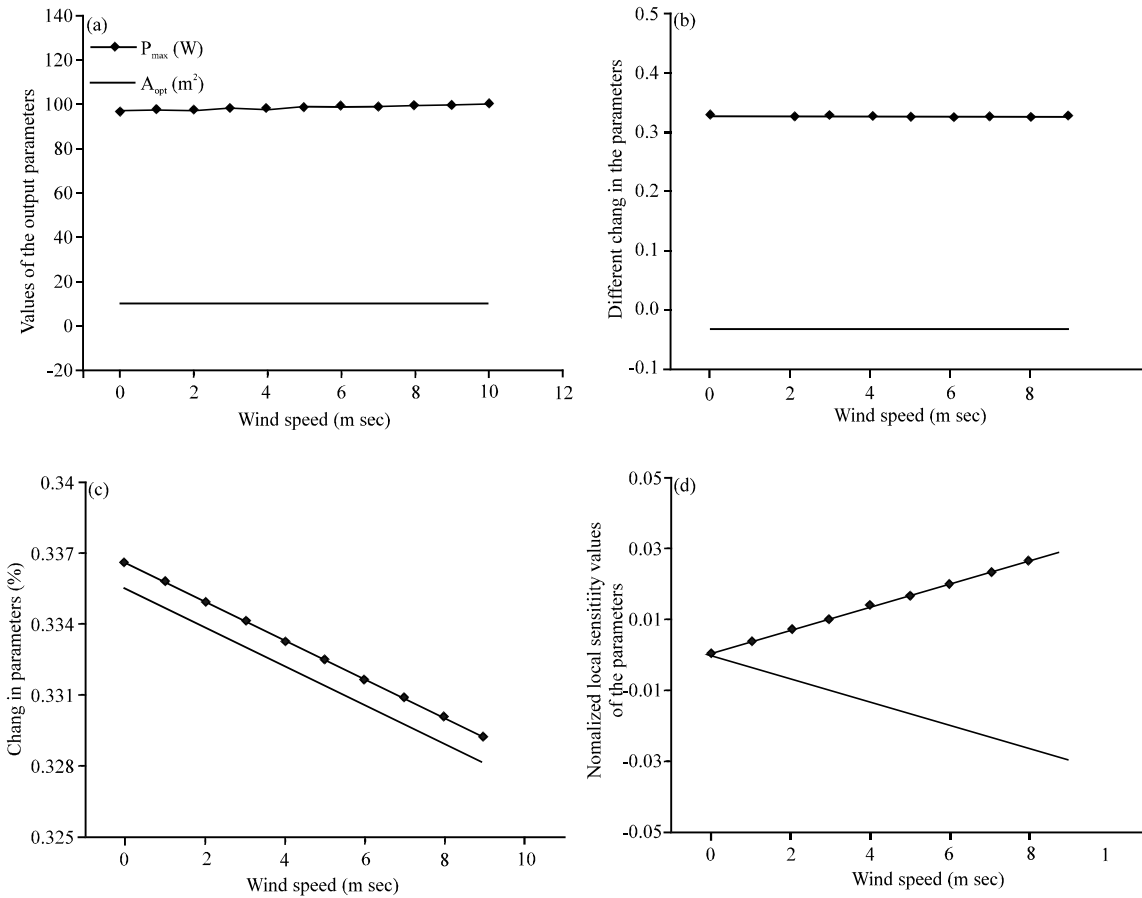 (a)
P max (W)
A opt (m2)
Values of the output parameters
140
120
100
80
60
40
20
0
-20
0 2 4 6 8 10 12
Wind speed (m sec)
(b)
Different chang in the parameters
0.5
0.4
0.3
0.2
0.1
0.0
-0.1
0 2 4 6 8
Wind speed (m sec)
(c)
Chang in parameters (%)
0.34
0.337
0.334
0.331
0.328
0.325
0 2 4 6 8 10
Wind speed (m sec)
(d)
Nomalized local sensitiity values
of the parameters
0.05
0.03
0.01
-0.01
-0.03
-0.05
0 2 4 6 8 1
Wind speed (m sec)